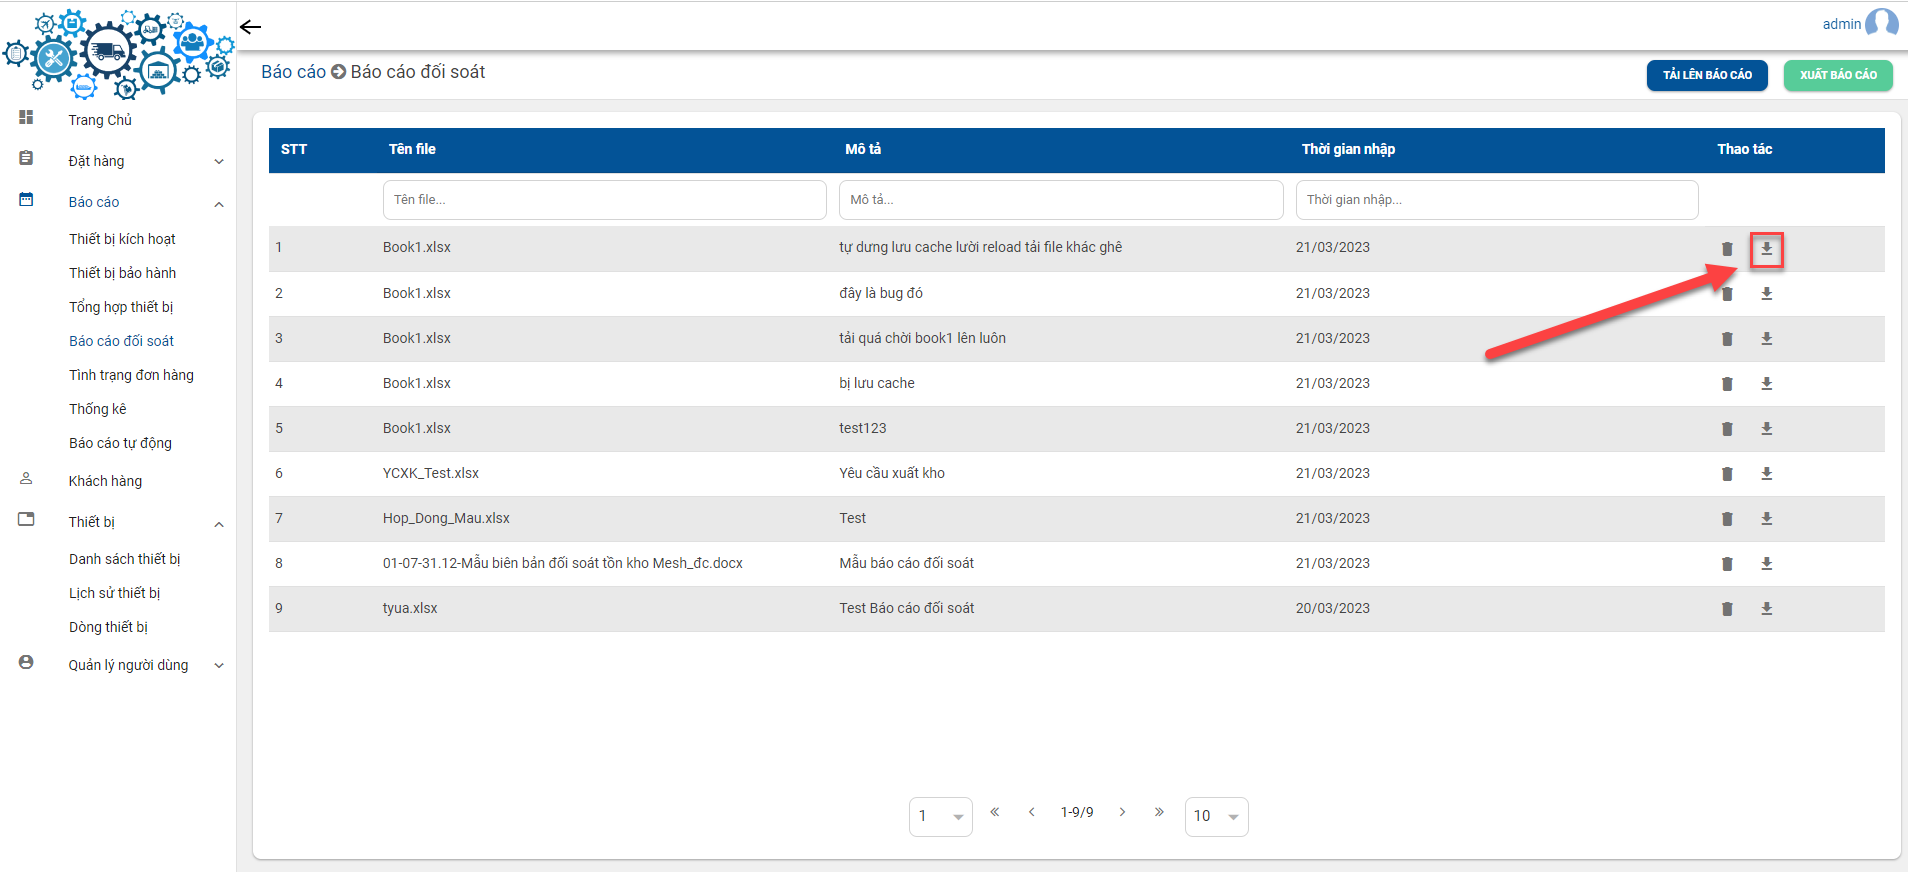 admin
Báo cáo Báo cáo đối soát
TẢI LÊN BÁO CÁO
XUẤT BÁO CÁO
Trang Chủ
Đặt hàng
Báo cáo
Thiết bị kích hoạt
Thiết bị bảo hành
Tổng hợp thiết bị
Báo cáo đối soát
Tình trạng đơn hàng
Thống kê
Báo cáo tự động
Khách hàng
Thiết bị
Danh sách thiết bị
Lịch sử thiết bị
Dòng thiết bị
Quản lý người dùng
STT Tên file Mô tả Thời gian nhập Thao tác
Tên file... Mô tả... Thời gian nhập...
1 Book1.xlsx tự dưng lưu cache lười reload tải file khác ghê 21/03/2023
2 Book1.xlsx đây là bug đó 21/03/2023
3 Book1.xlsx tải quá chời book1 lên luôn 21/03/2023
4 Book1.xlsx bị lưu cache 21/03/2023
5 Book1.xlsx test123 21/03/2023
6 YCXK_Test.xlsx Yêu cầu xuất kho 21/03/2023
7 Hop_Dong_Mau.xlsx Test 21/03/2023
8 01-07-31.12-Mẫu biên bản đối soát tồn kho Mesh_đc.docx Mẫu báo cáo đối soát 21/03/2023
9 tyua.xlsx Test Báo cáo đối soát 20/03/2023
1 « ‹ 1-9/9 › » 10